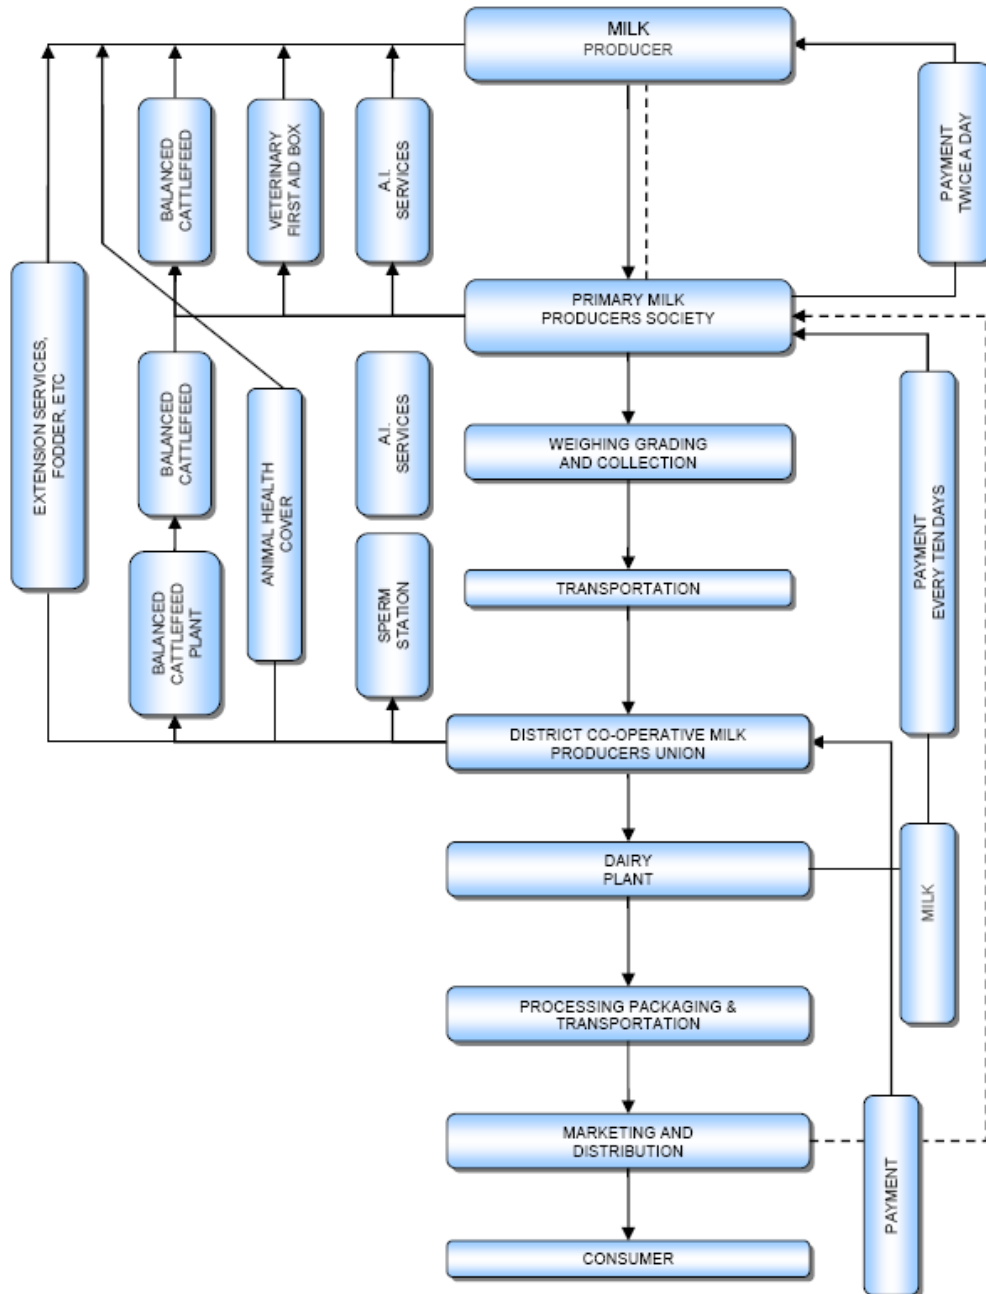 MILK
PRODUCER
BALANCED
CATTLEFEED
VETERINARY
FIRST AID BOX
A.I.
SERVICES
PAYMENT
TWICE A DAY
EXTENSION SERVICES,
FODDER, ETC
PRIMARY MILK
PRODUCERS SOCIETY
BALANCED
CATTLEFEED
ANIMAL HEALTH
COVER
A.I.
SERVICES
WEIGHING GRADING
AND COLLECTION
PAYMENT
EVERY TEN DAYS
BALANCED
CATTLEFEED
PLANT
SPERM
STATION
TRANSPORTATION
DISTRICT CO-OPERATIVE MILK
PRODUCERS UNION
DAIRY
PLANT
MILK
PROCESSING PACKAGING &
TRANSPORTATION
MARKETING AND
DISTRIBUTION
PAYMENT
CONSUMER